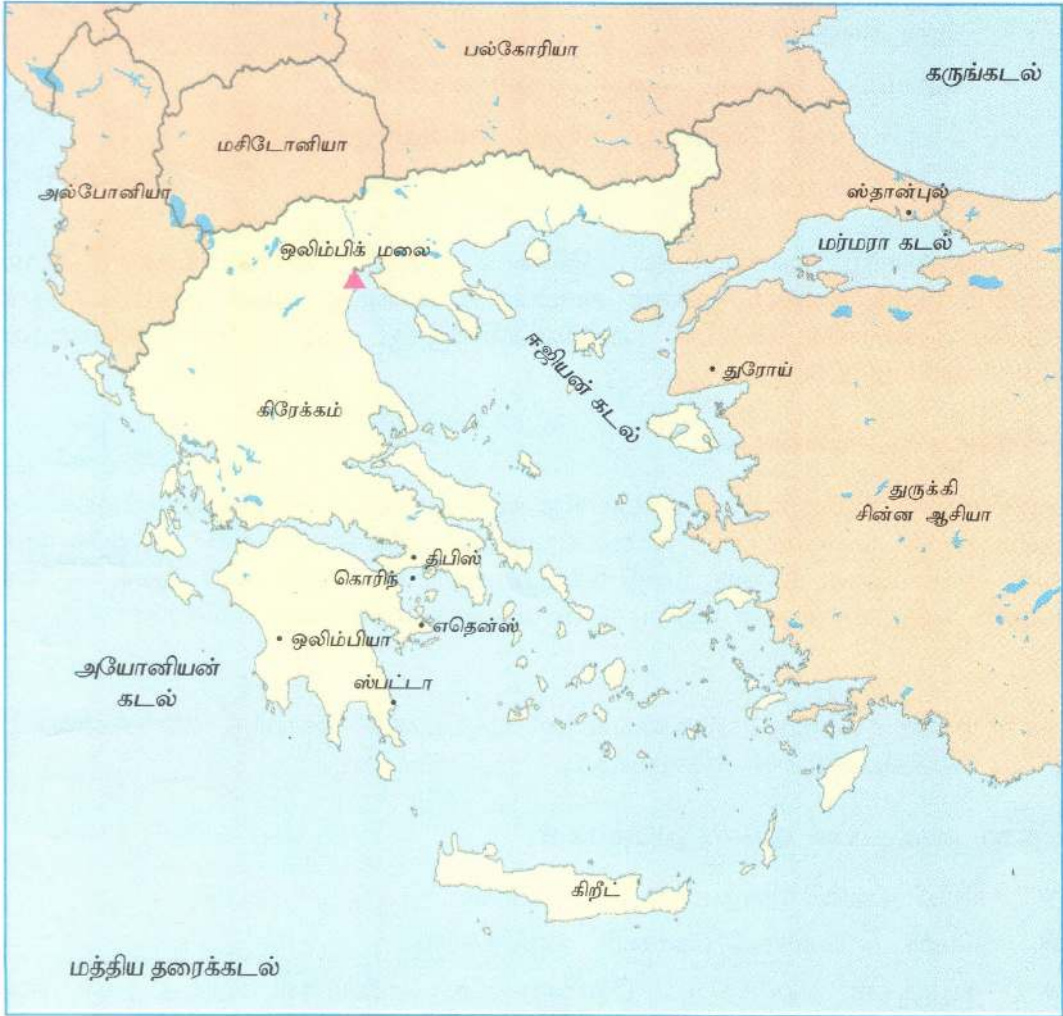 பல்கோரியா
கருங்கடல்
மசிடோனியா
அல்போனியா
ஸ்தான்புல்
மர்மரா கடல்
ஒலிம்பிக் மலை
ஈஜியன் கடல்
துரோய்
கிரேக்கம்
துருக்கி
சின்ன ஆசியா
திபிஸ்
கொரிந்
எதென்ஸ்
ஒலிம்பியா
அயோனியன்
கடல்
ஸ்பட்டா
கிறீட்
மத்திய தரைக்கடல்